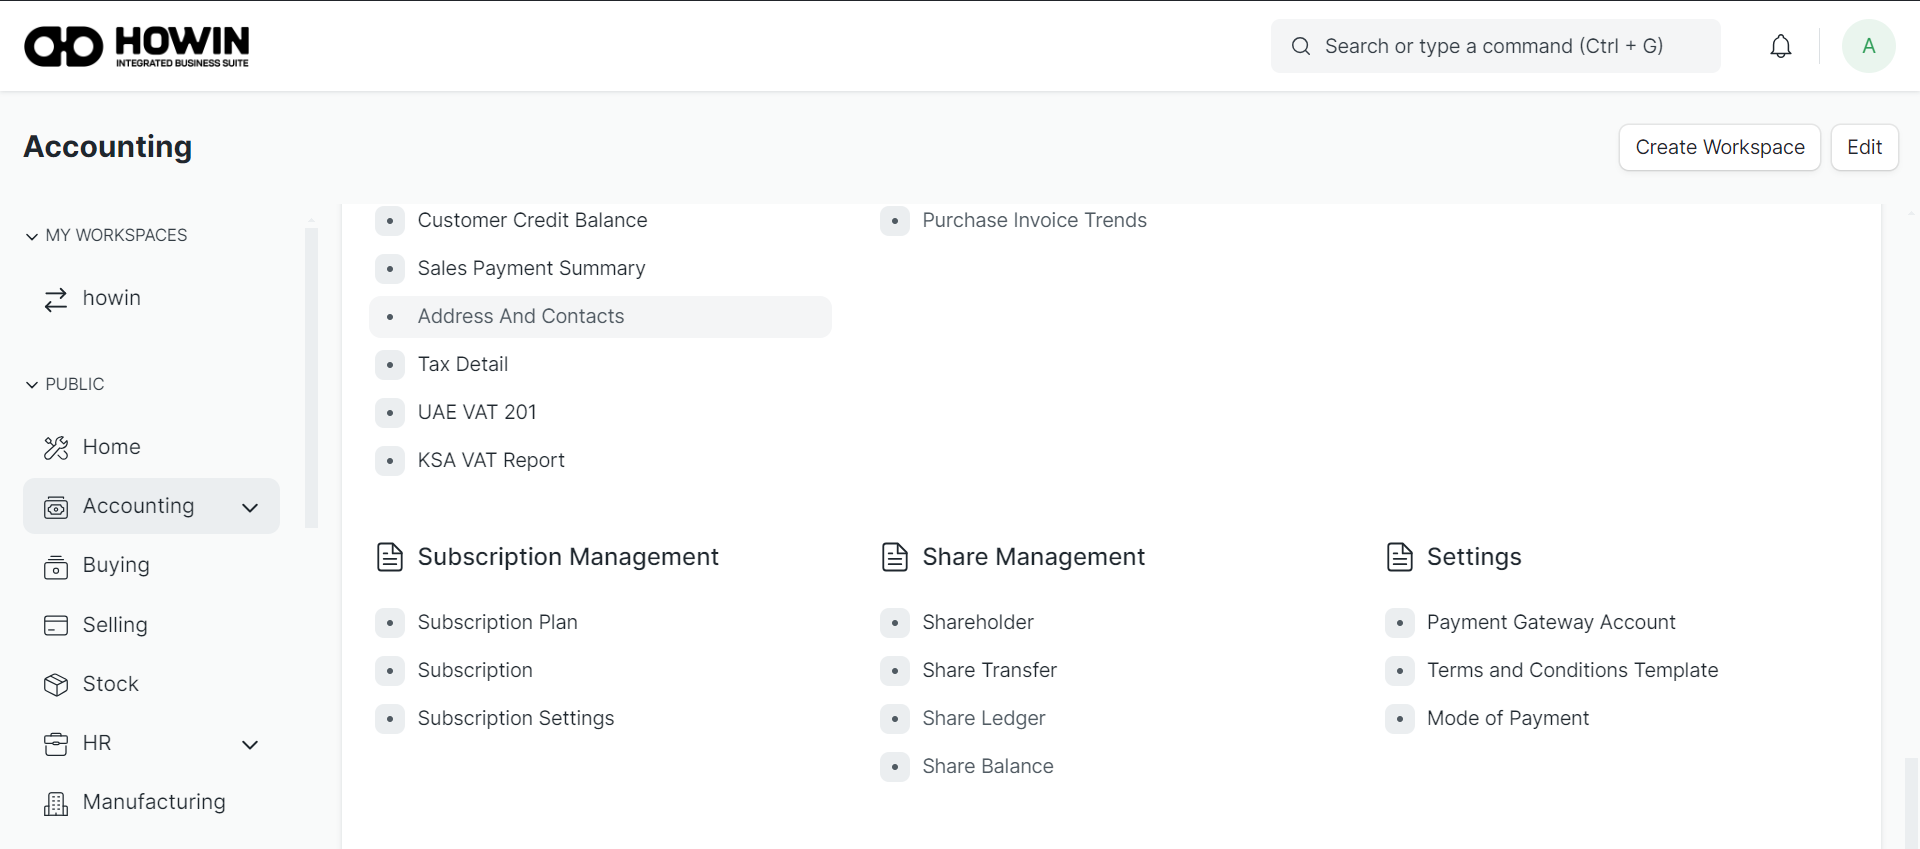 HOWIN
INTEGRATED BUSINESS SUITE
Search or type a command (Ctrl + G)
A
Accounting
Create Workspace
Edit
MY WORKSPACES
howin
PUBLIC
Home
Accounting
Buying
Selling
Stock
HR
Manufacturing
Customer Credit Balance
Sales Payment Summary
Address And Contacts
Tax Detail
UAE VAT 201
KSA VAT Report
Purchase Invoice Trends
Subscription Management
Subscription Plan
Subscription
Subscription Settings
Share Management
Shareholder
Share Transfer
Share Ledger
Share Balance
Settings
Payment Gateway Account
Terms and Conditions Template
Mode of Payment